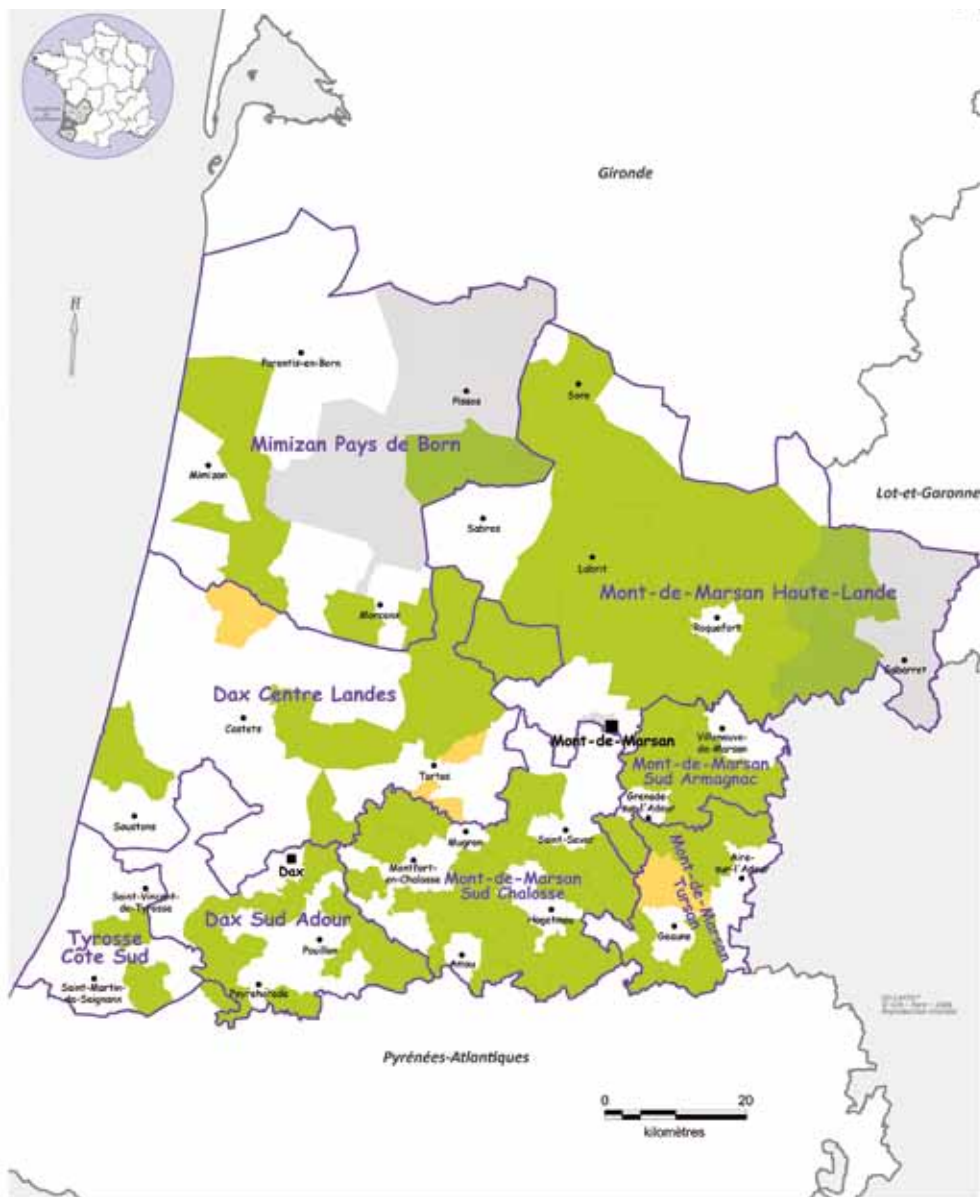 Gironde
N
Parentis-en-Born
Pissos
Sore
Mimizan Pays de Born
Mimizan
Lot-et-Garonne
Sabres
Labrit
Mont-de-Marsan Haute-Lande
Morcenx
Roquefort
Gabarret
Dax Centre Landes
Castets
Mont-de-Marsan
Villeneuve-
de-Marsan
Mont-de-Marsan
Sud Armagnac
Tartas
Grenade-
sur-l'Adour
Soustons
Mugron
Saint-Sever
Dax
Montfort-
en-Chalosse
Mont-de-Marsan
Sud Chalosse
Aire-
sur-l'Adour
Mont-de-Marsan
Tursan
Saint-Vincent-
de-Tyrosse
Hagetmau
Dax Sud Adour
Geaune
Tyrosse
Côte Sud
Pouillon
Amou
Saint-Martin-
de-Seignanx
Peyrehorade
Pyrénées-Atlantiques
0 20
kilomètres